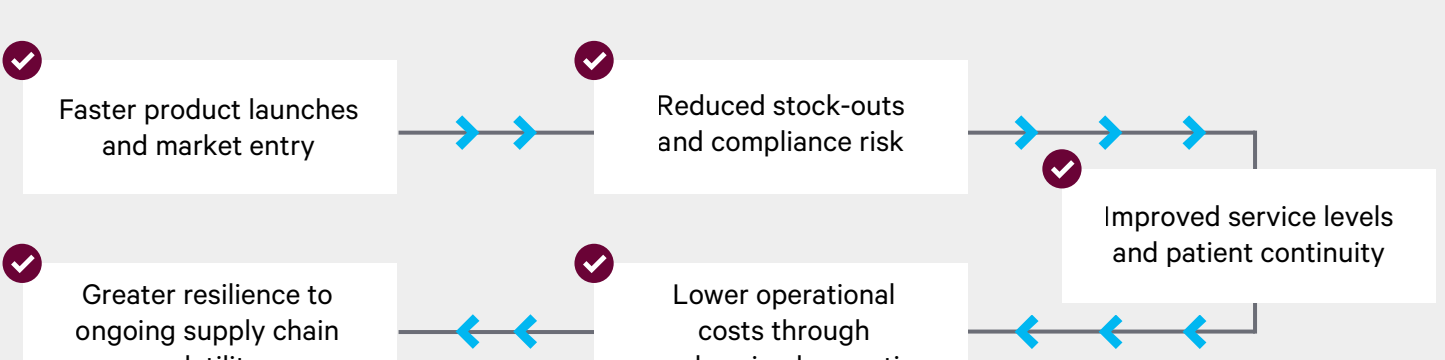 Faster product launches
and market entry
Reduced stock-outs
and compliance risk
Improved service levels
and patient continuity
Lower operational
costs through
Greater resilience to
ongoing supply chain